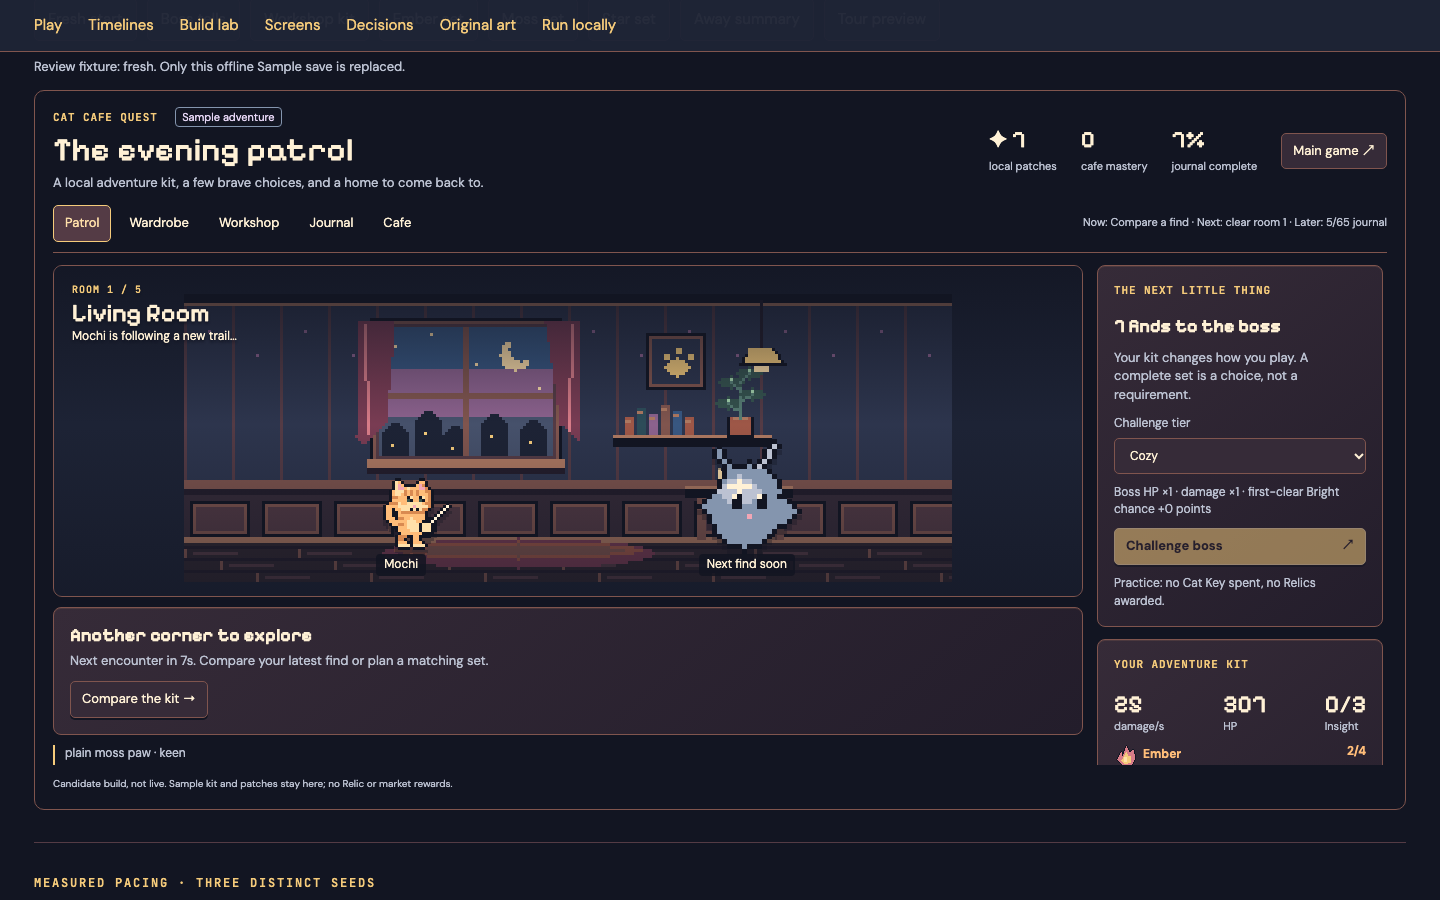 Play Timelines Build lab Screens Decisions Original art Run locally
Away summary Tour preview
Review fixture: fresh. Only this offline Sample save is replaced.
CAT CAFE QUEST Sample adventure
The evening patrol
A local adventure kit, a few brave choices, and a home to come back to.
✦ 7 0 7%
local patches cafe mastery journal complete
Main game ↗
Patrol Wardrobe Workshop Journal Cafe
Now: Compare a find · Next: clear room 1 · Later: 5/65 journal
ROOM 1 / 5
Living Room
Mochi is following a new trail...
Mochi
Next find soon
Another corner to explore
Next encounter in 7s. Compare your latest find or plan a matching set.
Compare the kit →
plain moss paw · keen
THE NEXT LITTLE THING
7 finds to the boss
Your kit changes how you play. A
complete set is a choice, not a
requirement.
Challenge tier
Cozy
Boss HP ×1 · damage ×1 · first-clear Bright
chance +0 points
Challenge boss ↗
Practice: no Cat Key spent, no Relics
awarded.
YOUR ADVENTURE KIT
28 307 0/3
damage/s HP Insight
Ember 2/4
Candidate build, not live. Sample kit and patches stay here; no Relic or market rewards.
MEASURED PACING · THREE DISTINCT SEEDS